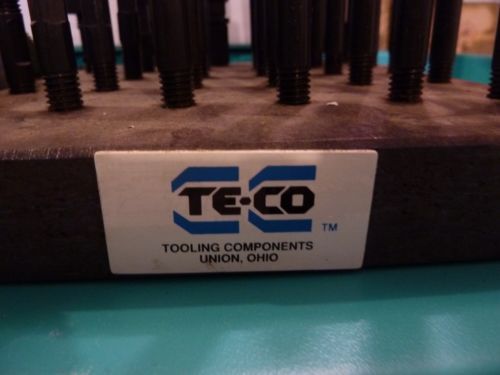 TE-CO
TM
TOOLING COMPONENTS
UNION, OHIO